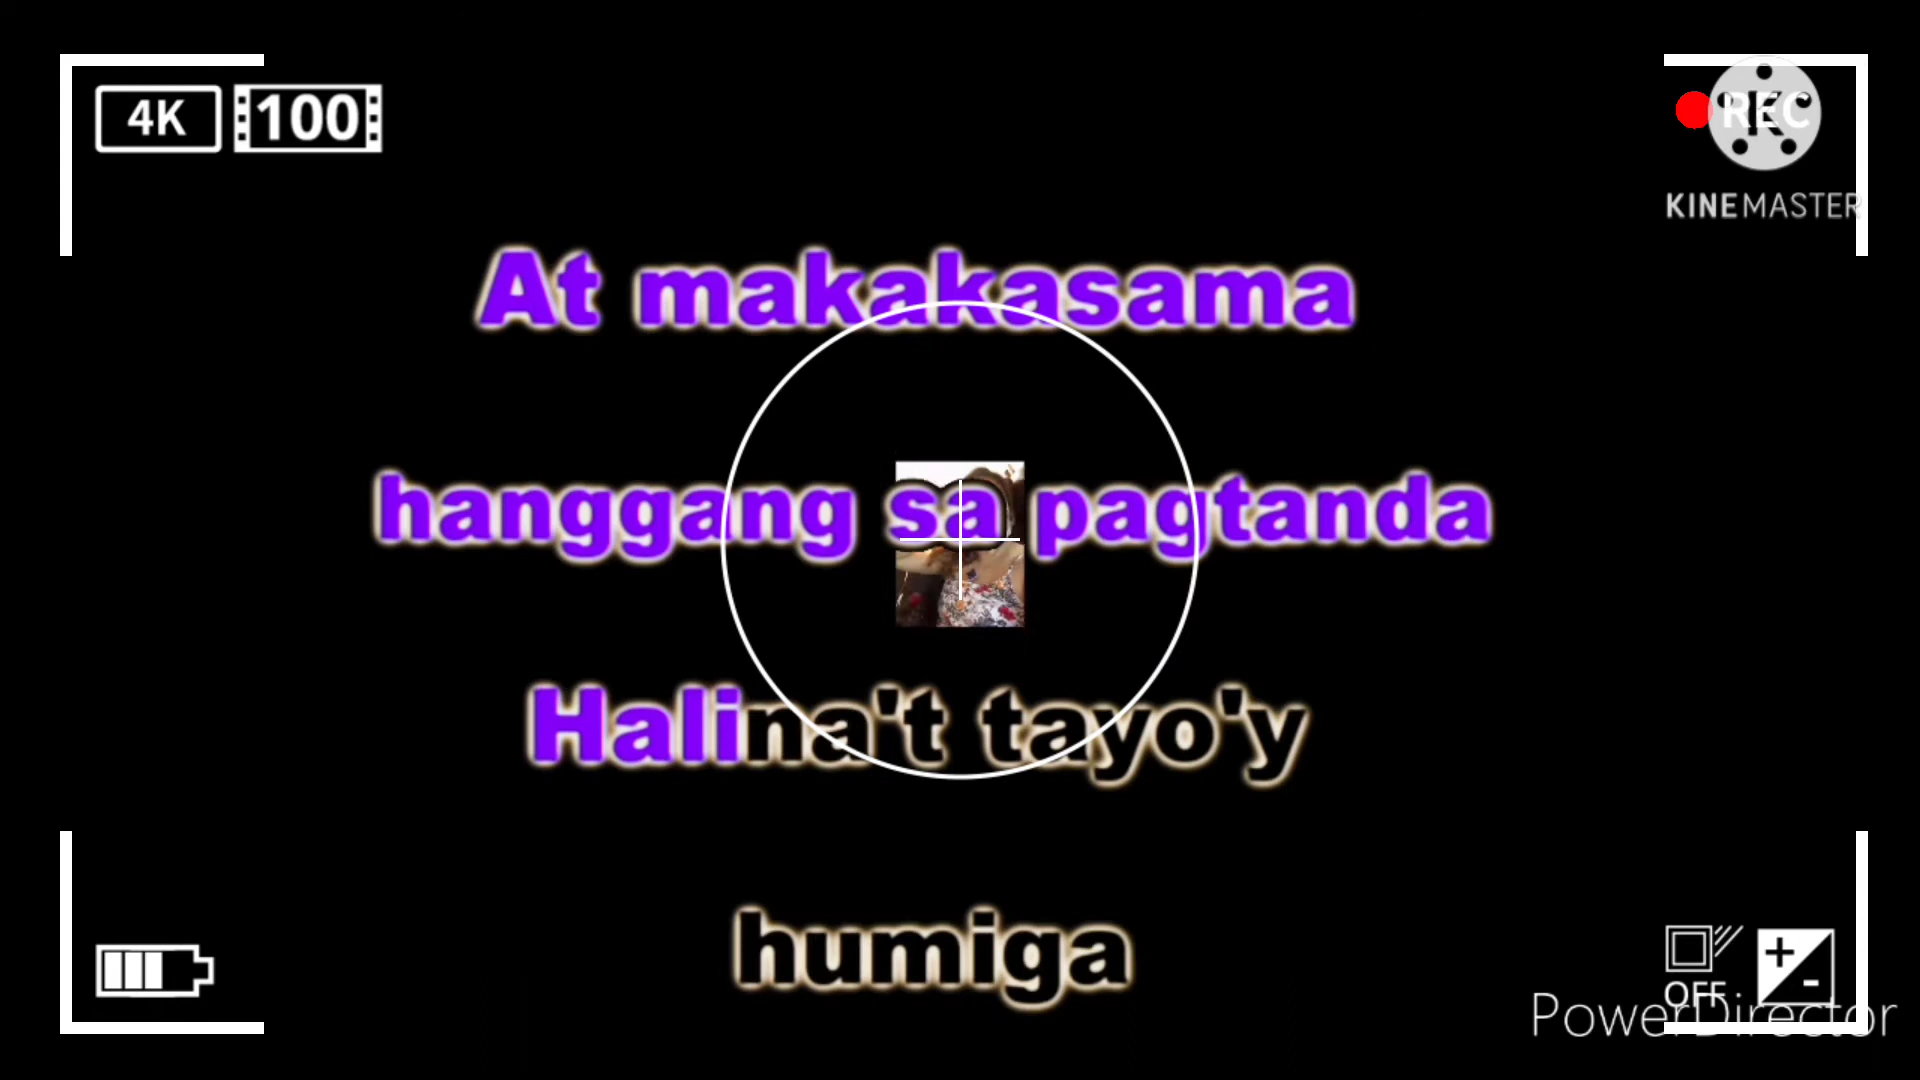 4K 100
REC
KINEMASTER
At makakasama
hanggang sa pagtanda
Halina't tayo'y
humiga
OFF
PowerDirector